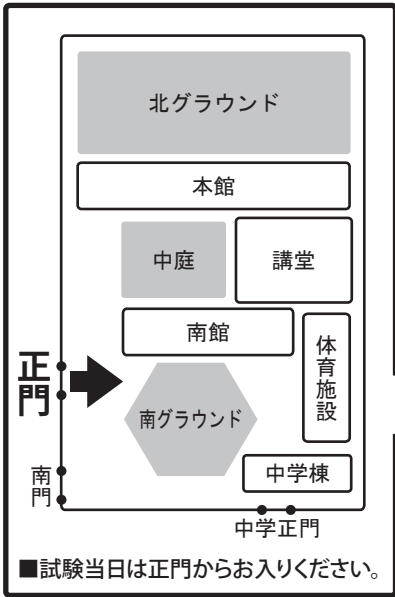 北グラウンド
本館
中庭
講堂
南館
体育施設
正門
南グラウンド
南門
中学棟
中学正門
■試験当日は正門からお入りください。